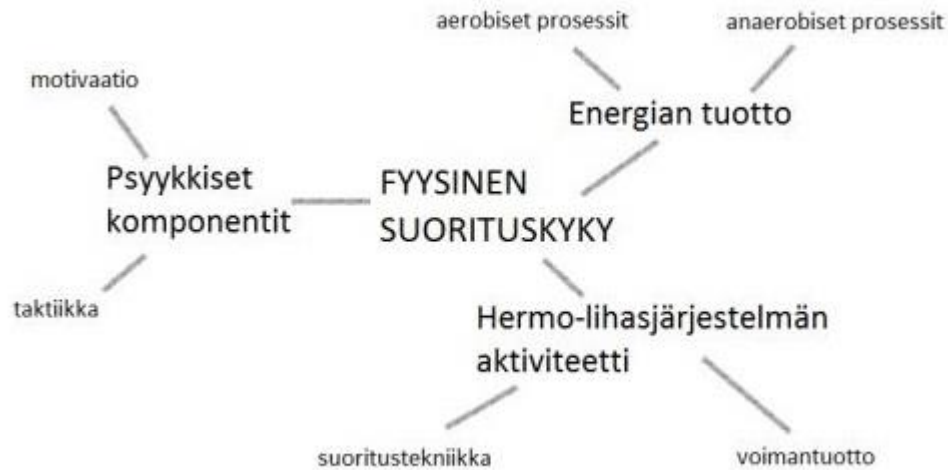 aerobiset prosessit
anaerobiset prosessit
motivaatio
Energian tuotto
Psyykkiset
komponentit
FYYSINEN
SUORITUSKYKY
taktiikka
Hermo-lihasjärjestelmän
aktiviteetti
suoritustekniikka
voimantuotto